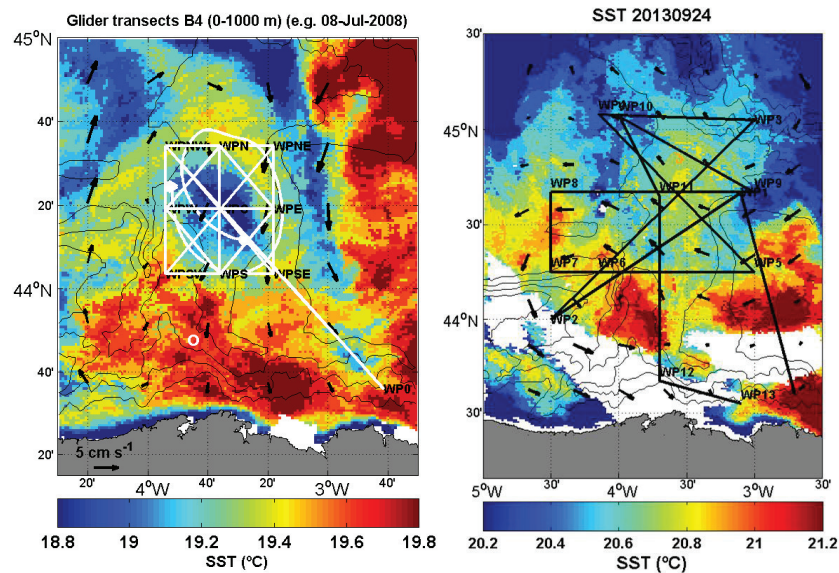 Glider transects B4 (0-1000 m) (e.g. 08-Jul-2008)
45°N
40'
20'
44°N
40'
20'
WPN
WPNE
WPE
WPS
WPSE
WP0
5 cm s⁻¹
20'
4°W
40'
20'
3°W
40'
20'
18.8
19
19.2
19.4
19.6
19.8
SST (ºC)
SST 20130924
30'
45°N
30'
44°N
30'
WP10
WP3
WP8
WP11
WP9
WP7
WP6
WP5
WP2
WP12
WP13
5°W
30'
4°W
30'
3°W
30'
20.2
20.4
20.6
20.8
21
21.2
SST (ºC)